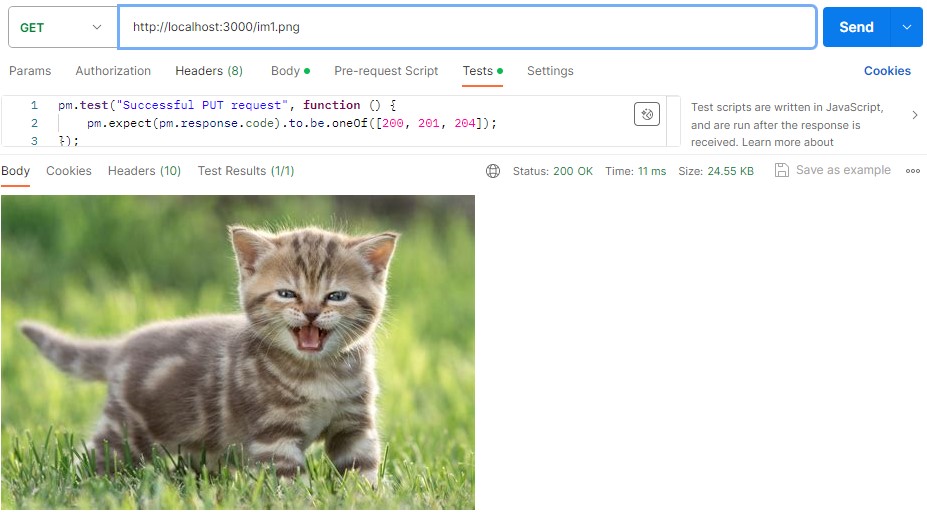 GET http://localhost:3000/im1.png Send
Params Authorization Headers (8) Body Pre-request Script Tests Settings Cookies
1 pm.test("Successful PUT request", function () {
2 pm.expect(pm.response.code).to.be.oneOf([200, 201, 204]);
3 });
Test scripts are written in JavaScript,
and are run after the response is
received. Learn more about
Body Cookies Headers (10) Test Results (1/1) Status: 200 OK Time: 11 ms Size: 24.55 KB Save as example